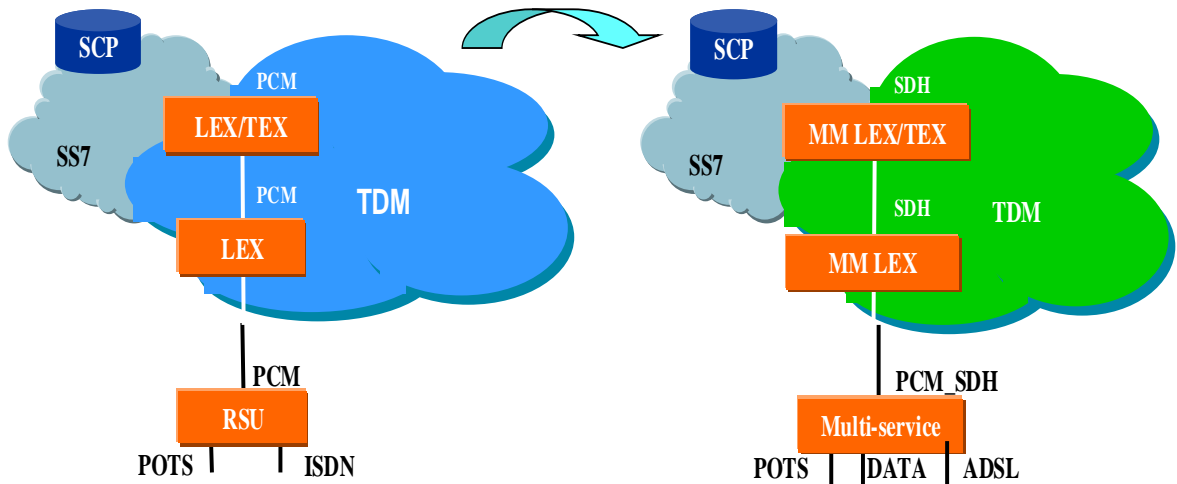 SCP
PCM
LEX/TEX
SS7
PCM
TDM
LEX
PCM
RSU
POTS
ISDN
SCP
SDH
MM LEX/TEX
SS7
SDH
TDM
MM LEX
PCM_SDH
Multi-service
POTS
DATA
ADSL